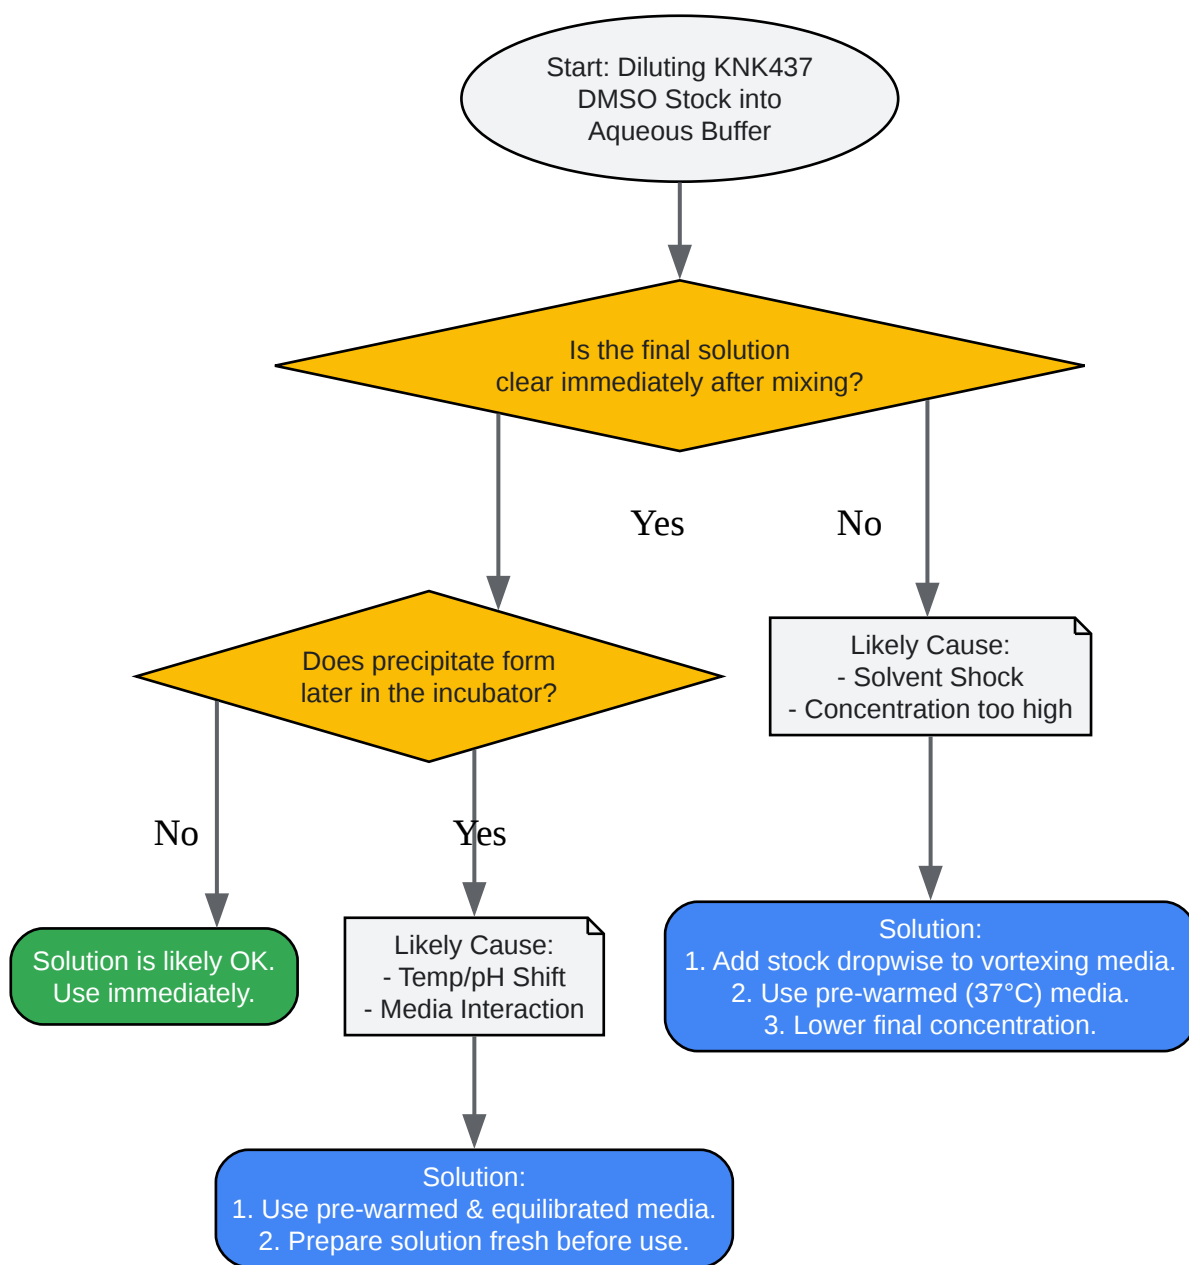 Start: Diluting KNK437
DMSO Stock into
Aqueous Buffer
Is the final solution
clear immediately after mixing?
Yes
No
Does precipitate form
later in the incubator?
Likely Cause:
- Solvent Shock
- Concentration too high
No
Yes
Solution is likely OK.
Use immediately.
Likely Cause:
- Temp/pH Shift
- Media Interaction
Solution:
1. Add stock dropwise to vortexing media.
2. Use pre-warmed (37°C) media.
3. Lower final concentration.
Solution:
1. Use pre-warmed & equilibrated media.
2. Prepare solution fresh before use.